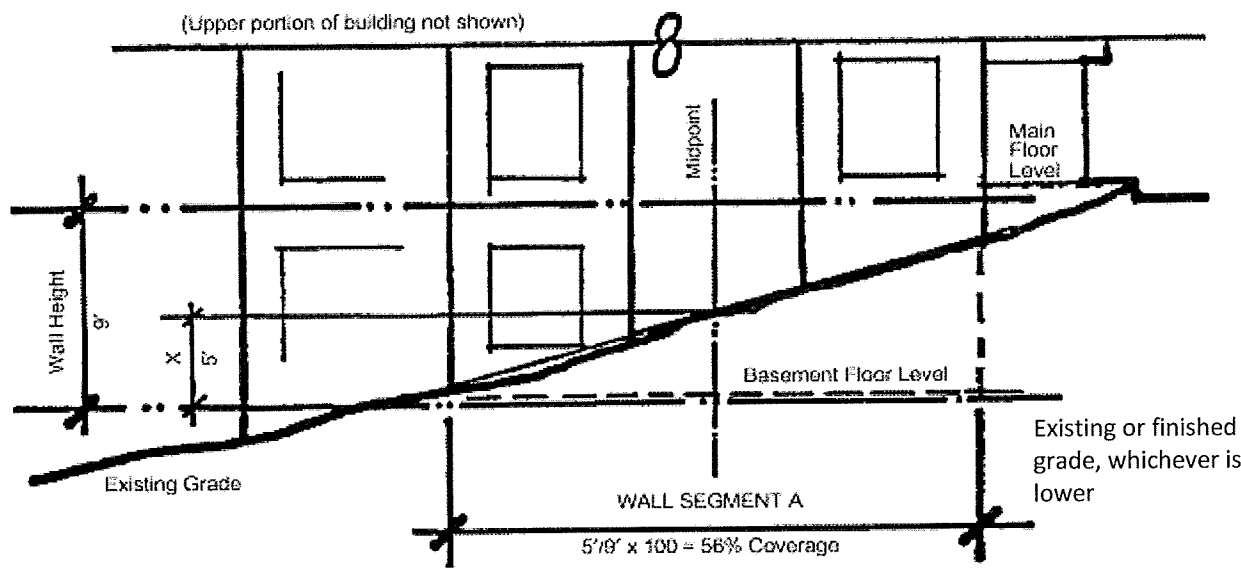 (Upper portion of building not shown)
8
Midpoint
Main
Floor
Level
Wall Height
9'
X
5'
Basement Floor Level
Existing or finished
grade, whichever is
lower
Existing Grade
WALL SEGMENT A
5'/9' x 100 = 56% Coverage